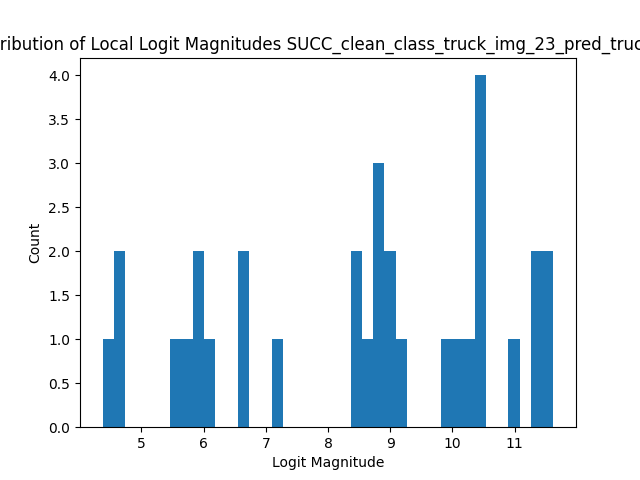 ribution of Local Logit Magnitudes SUCC_clean_class_truck_img_23_pred_truc
4.0
3.5
3.0
2.5
2.0
1.5
1.0
0.5
0.0
Count
5 6 7 8 9 10 11
Logit Magnitude